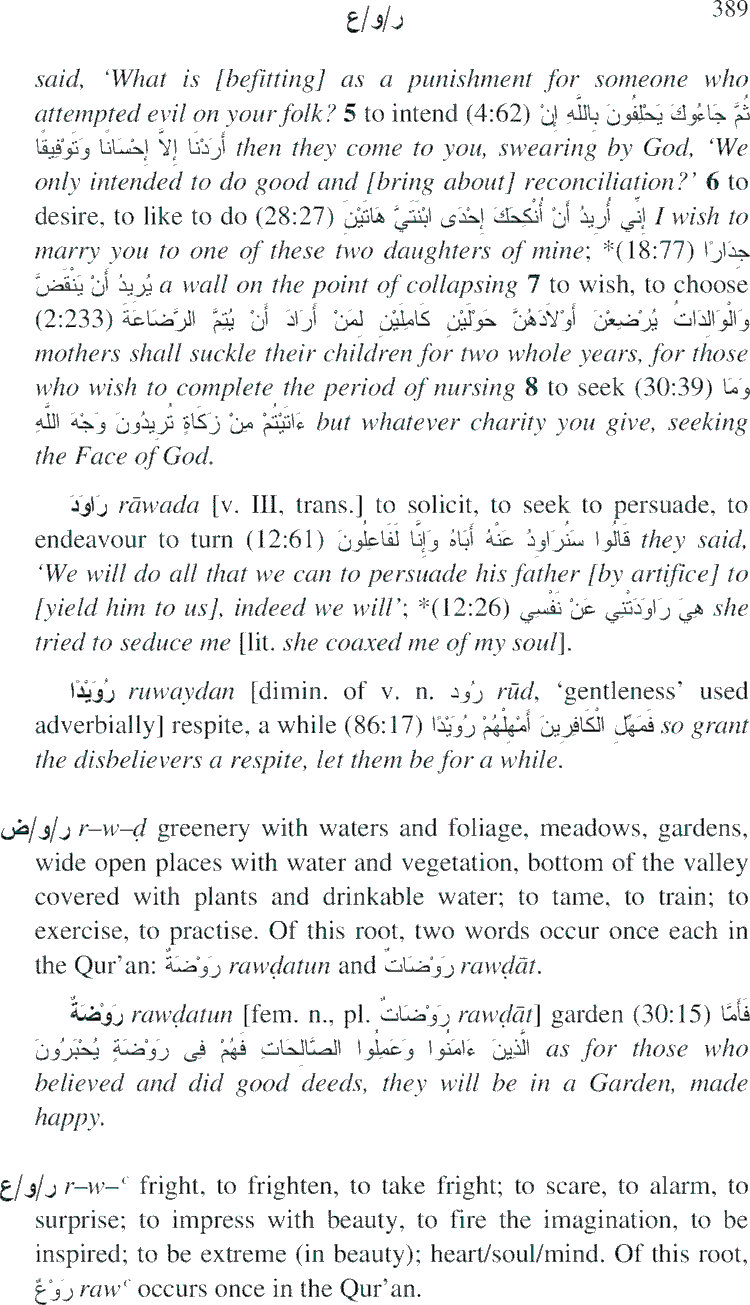 ر/و/ع 389
said, ‘What is [befitting] as a punishment for someone who
attempted evil on your folk? 5 to intend (4:62) ثُمَّ جَاءُوكَ يَحْلِفُونَ بِاللَّهِ إِنْ
أَرَدْنَا إِلاَّ إِحْسَانًا وَتَوْفِيقًا then they come to you, swearing by God, ‘We
only intended to do good and [bring about] reconciliation?’ 6 to
desire, to like to do (28:27) إِنِّي أُرِيدُ أَنْ أُنْكِحَكَ إِحْدَى ابْنَتَيَّ هَاتَيْنِ I wish to
marry you to one of these two daughters of mine; *(18:77) جِدَارًا
يُرِيدُ أَنْ يَنْقَضَّ a wall on the point of collapsing 7 to wish, to choose
(2:233) وَالْوَالِدَاتُ يُرْضِعْنَ أَوْلاَدَهُنَّ حَوْلَيْنِ كَامِلَيْنِ لِمَنْ أَرَادَ أَنْ يُتِمَّ الرَّضَاعَةَ
mothers shall suckle their children for two whole years, for those
who wish to complete the period of nursing 8 to seek (30:39) وَمَا
ءَاتَيْتُمْ مِنْ زَكَاةٍ تُرِيدُونَ وَجْهَ اللَّهِ but whatever charity you give, seeking
the Face of God.
رَاوَدَ rāwada [v. III, trans.] to solicit, to seek to persuade, to
endeavour to turn (12:61) قَالُوا سَنُرَاوِدُ عَنْهُ أَبَاهُ وَإِنَّا لَفَاعِلُونَ they said,
‘We will do all that we can to persuade his father [by artifice] to
[yield him to us], indeed we will’; *(12:26) هِيَ رَاوَدَتْنِي عَنْ نَفْسِي she
tried to seduce me [lit. she coaxed me of my soul].
رُوَيْدًا ruwaydan [dimin. of v. n. رُود rūd, ‘gentleness’ used
adverbially] respite, a while (86:17) فَمَهِّلِ الْكَافِرِينَ أَمْهِلْهُمْ رُوَيْدًا so grant
the disbelievers a respite, let them be for a while.
ر/و/ض r–w–ḍ greenery with waters and foliage, meadows, gardens,
wide open places with water and vegetation, bottom of the valley
covered with plants and drinkable water; to tame, to train; to
exercise, to practise. Of this root, two words occur once each in
the Qur’an: رَوْضَةٌ rawḍatun and رَوْضَاتٌ rawḍāt.
رَوْضَةٌ rawḍatun [fem. n., pl. رَوْضَاتٌ rawḍāt] garden (30:15) فَأَمَّا
الَّذِينَ ءَامَنُوا وَعَمِلُوا الصَّالِحَاتِ فَهُمْ فِى رَوْضَةٍ يُحْبَرُونَ as for those who
believed and did good deeds, they will be in a Garden, made
happy.
ر/و/ع r–w–ʿ fright, to frighten, to take fright; to scare, to alarm, to
surprise; to impress with beauty, to fire the imagination, to be
inspired; to be extreme (in beauty); heart/soul/mind. Of this root,
رَوْعٌ rawʿ occurs once in the Qur’an.